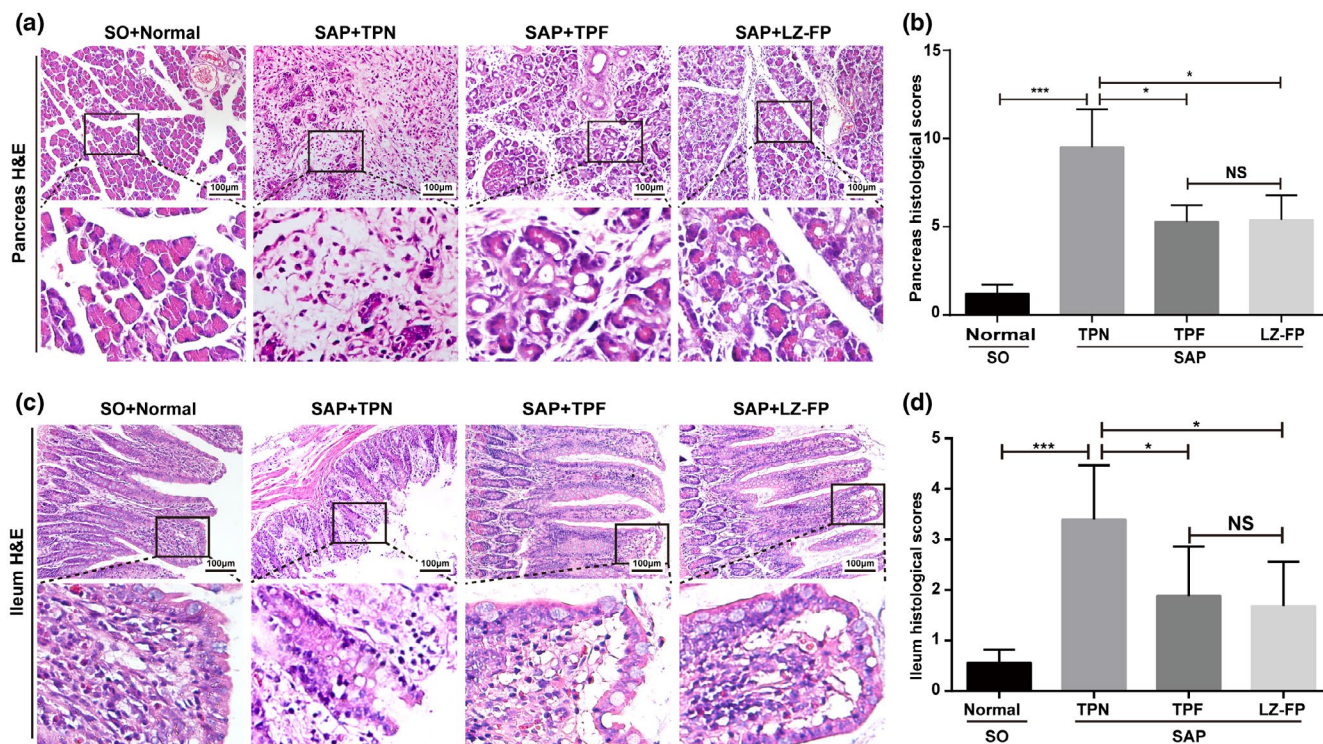 (a)
SO+Normal SAP+TPN SAP+TPF SAP+LZ-FP
Pancreas H&E
100μm 100μm 100μm 100μm
(b)
Pancreas histological scores
15
10
5
0
*
*** *
NS
Normal TPN TPF LZ-FP
SO SAP
(c)
SO+Normal SAP+TPN SAP+TPF SAP+LZ-FP
Ileum H&E
100μm 100μm 100μm 100μm
(d)
Ileum histological scores
5
4
3
2
1
0
*
*** *
NS
Normal TPN TPF LZ-FP
SO SAP